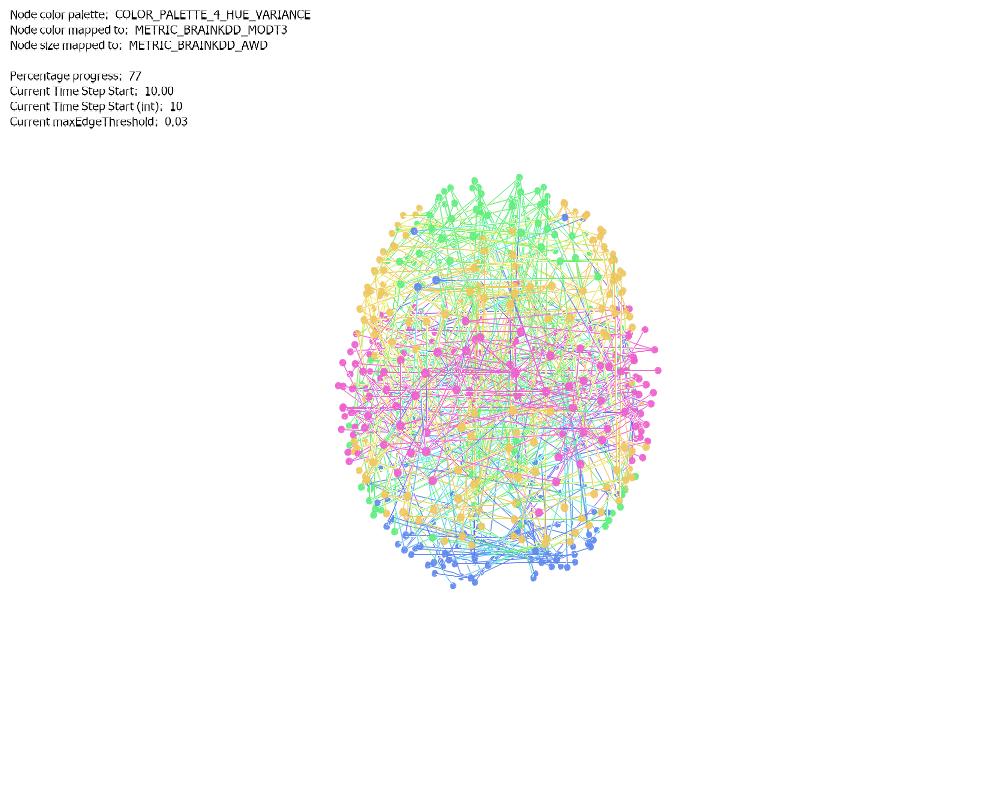 Node color palette:  COLOR_PALETTE_4_HUE_VARIANCE
Node color mapped to:  METRIC_BRAINKDD_MODT3
Node size mapped to:  METRIC_BRAINKDD_AWD
Percentage progress:  77
Current Time Step Start:  10.00
Current Time Step Start (int):  10
Current maxEdgeThreshold:  0.03